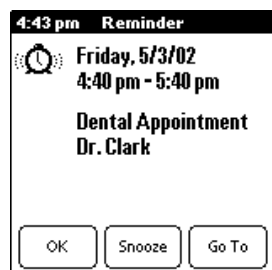 4:43 pm Reminder
Friday, 5/3/02
4:40 pm - 5:40 pm
Dental Appointment
Dr. Clark
OK Snooze Go To